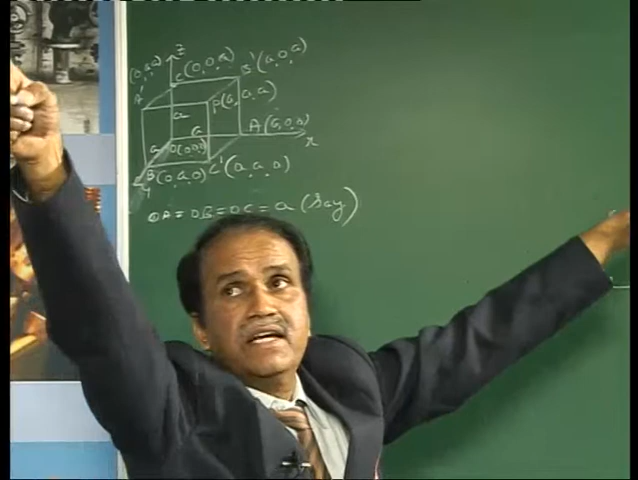 Z
(0,a,a) C (0,0,a) B' (a,0,a)
A' P (a,a,a)
a
a A (a,0,0)
a O (0,0,0) X
B (0,a,0) C' (a,a,0)
Y
OA = OB = OC = a (Say)